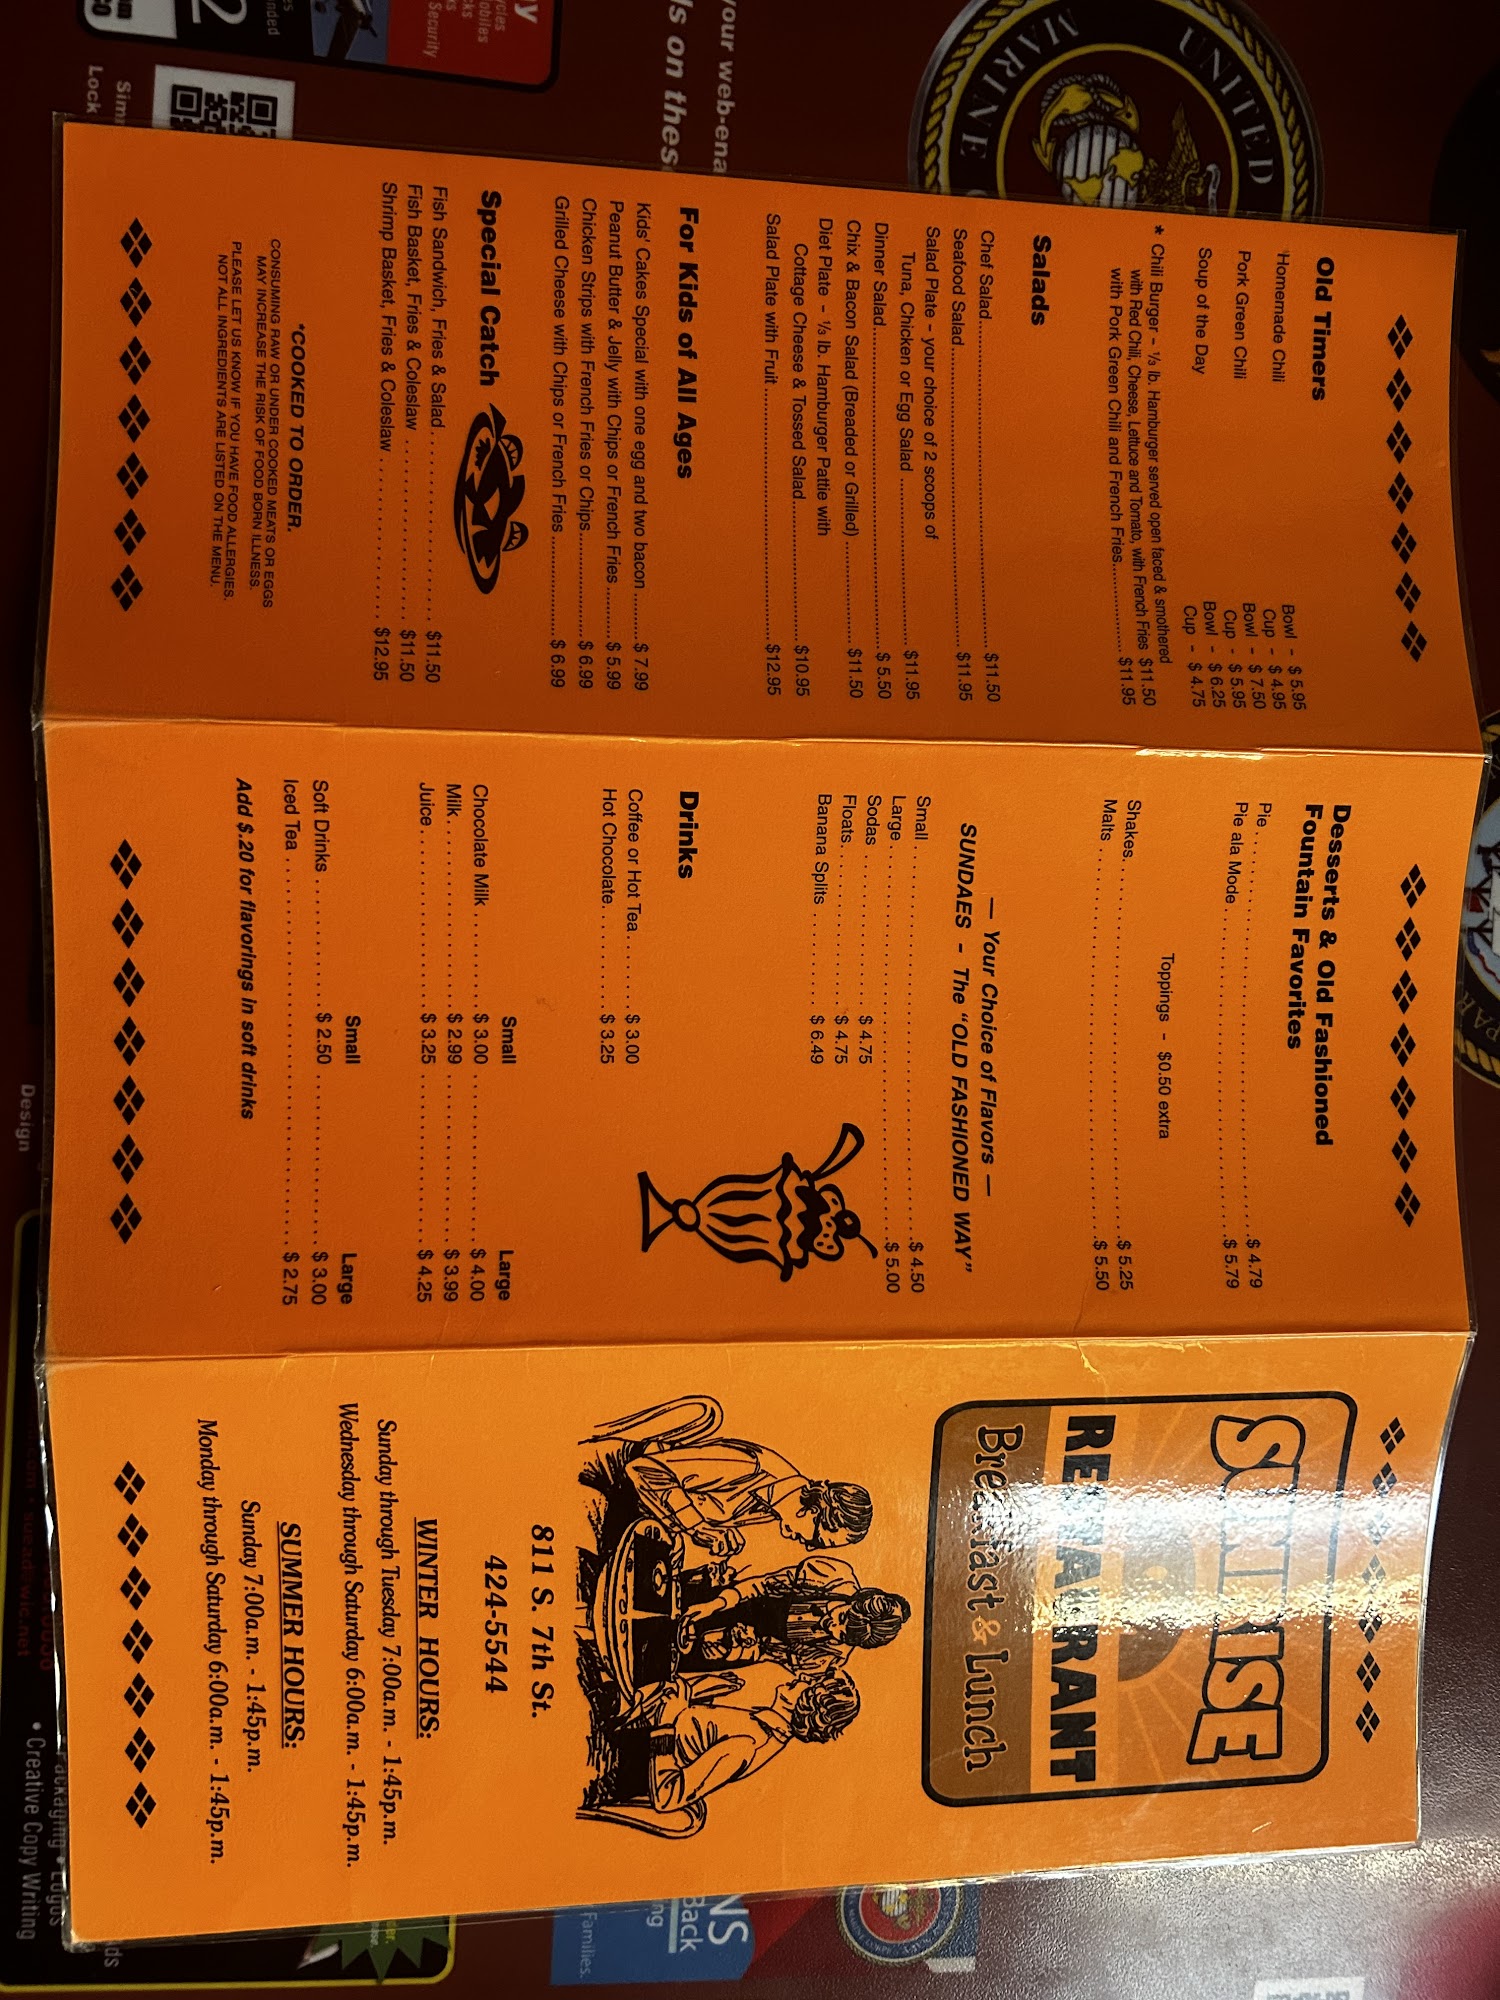 Old Timers
*Homemade Chili
Bowl - $ 5.95
Cup - $ 4.95
Pork Green Chili
Bowl - $ 7.50
Cup - $ 5.95
Soup of the Day
Bowl - $ 6.25
Cup - $ 4.75
* Chili Burger - 1/3 lb. Hamburger served open faced & smothered
with Red Chili, Cheese, Lettuce and Tomato, with French Fries $11.50
with Pork Green Chili and French Fries.................. $11.95
Salads
Chef Salad.................................................................. $11.50
Seafood Salad............................................................ $11.95
Salad Plate - your choice of 2 scoops of
Tuna, Chicken or Egg Salad .................................. $11.95
Dinner Salad............................................................... $ 5.50
Chix & Bacon Salad (Breaded or Grilled) .................... $11.50
Diet Plate - 1/3 lb. Hamburger Pattie with
Cottage Cheese & Tossed Salad............................. $10.95
Salad Plate with Fruit ................................................... $12.95
For Kids of All Ages
Kids' Cakes Special with one egg and two bacon .......... $ 7.99
Peanut Butter & Jelly with Chips or French Fries ........... $ 5.99
Chicken Strips with French Fries or Chips...................... $ 6.99
Grilled Cheese with Chips or French Fries ..................... $ 6.99
Special Catch
Fish Sandwich, Fries & Salad. . . . . . . . . . . . . . . . . $11.50
Fish Basket, Fries & Coleslaw . . . . . . . . . . . . . . . . $11.50
Shrimp Basket, Fries & Coleslaw . . . . . . . . . . . . . . $12.95
*COOKED TO ORDER.
CONSUMING RAW OR UNDER COOKED MEATS OR EGGS
MAY INCREASE THE RISK OF FOOD BORN ILLNESS.
PLEASE LET US KNOW IF YOU HAVE FOOD ALLERGIES.
NOT ALL INGREDIENTS ARE LISTED ON THE MENU.
Desserts & Old Fashioned
Fountain Favorites
Pie . . . . . . . . . . . . . . . . . . . . . . . . . . . . . . . . . . . . $ 4.79
Pie ala Mode . . . . . . . . . . . . . . . . . . . . . . . . . . . . . $ 5.79
Toppings - $0.50 extra
Shakes. . . . . . . . . . . . . . . . . . . . . . . . . . . . . . . . . . $ 5.25
Malts . . . . . . . . . . . . . . . . . . . . . . . . . . . . . . . . . . . $ 5.50
— Your Choice of Flavors —
SUNDAES - The "OLD FASHIONED WAY"
Small . . . . . . . . . . . . . . . . . . . . . . . . . . . . . . . . . . . $ 4.50
Large . . . . . . . . . . . . . . . . . . . . . . . . . . . . . . . . . . . $ 5.00
Sodas . . . . . . . . . . . . . . $ 4.75
Floats. . . . . . . . . . . . . . . $ 4.75
Banana Splits . . . . . . . . $ 6.49
Drinks
Coffee or Hot Tea. . . . . . . $ 3.00
Hot Chocolate. . . . . . . . . . $ 3.25
Small Large
Chocolate Milk . . . . . . . . . $ 3.00 . . . . . . . . . . . . . . . $ 4.00
Milk. . . . . . . . . . . . . . . . . . $ 2.99 . . . . . . . . . . . . . . . $ 3.99
Juice . . . . . . . . . . . . . . . . . $ 3.25 . . . . . . . . . . . . . . . $ 4.25
Small Large
Soft Drinks . . . . . . . . . . . . $ 2.50 . . . . . . . . . . . . . . . $ 3.00
Iced Tea . . . . . . . . . . . . . . . . . . . . . . . . . . . . . . . . . $ 2.75
Add $.20 for flavorings in soft drinks
SUNRISE
RESTAURANT
Breakfast & Lunch
811 S. 7th St.
424-5544
WINTER HOURS:
Sunday through Tuesday 7:00a.m. - 1:45p.m.
Wednesday through Saturday 6:00a.m. - 1:45p.m.
SUMMER HOURS:
Sunday 7:00a.m. - 1:45p.m.
Monday through Saturday 6:00a.m. - 1:45p.m.
UNITED
MARINE
your web-ena
ls on thes
Security
Lock
Design
• Creative Copy Writing
Back
Families.